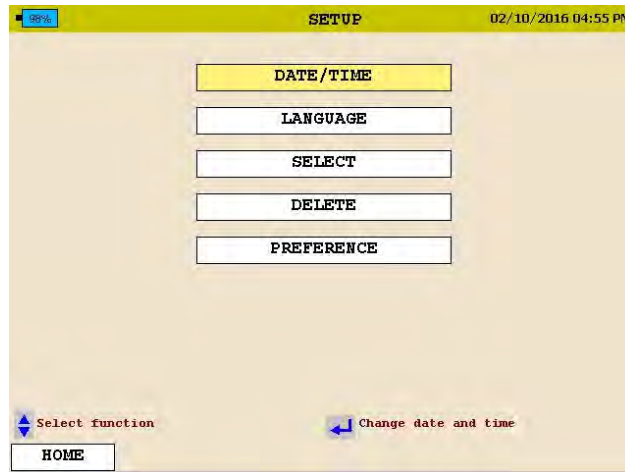 98% SETUP 02/10/2016 04:55 PM
DATE/TIME
LANGUAGE
SELECT
DELETE
PREFERENCE
Select function Change date and time
HOME